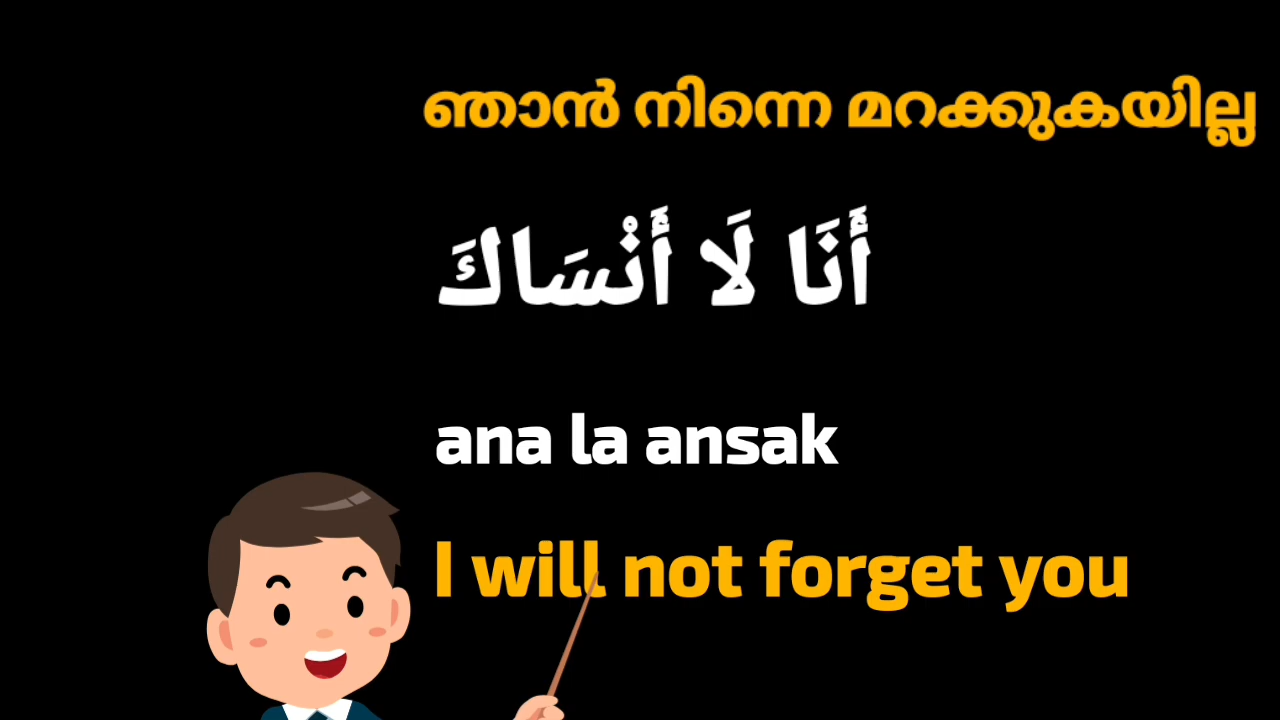 ഞാൻ നിന്നെ മറക്കുകയില്ല
أَنَا لَا أَنْسَاكَ
ana la ansak
I will not forget you